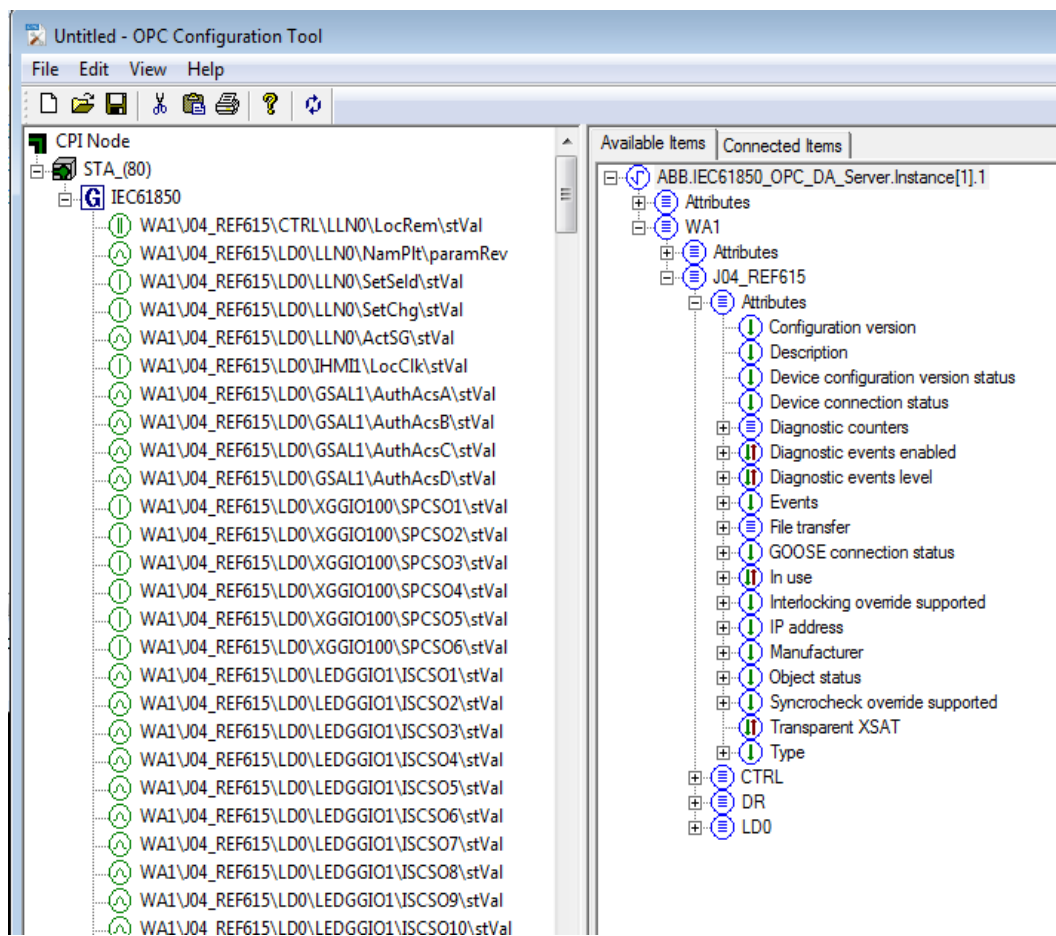 Untitled - OPC Configuration Tool
File Edit View Help
CPI Node
STA_(80)
IEC61850
WA1\J04_REF615\CTRL\LLN0\LocRem\stVal
WA1\J04_REF615\LD0\LLN0\NamPlt\paramRev
WA1\J04_REF615\LD0\LLN0\SetSeld\stVal
WA1\J04_REF615\LD0\LLN0\SetChg\stVal
WA1\J04_REF615\LD0\LLN0\ActSG\stVal
WA1\J04_REF615\LD0\IHMI1\LocClk\stVal
WA1\J04_REF615\LD0\GSAL1\AuthAcsA\stVal
WA1\J04_REF615\LD0\GSAL1\AuthAcsB\stVal
WA1\J04_REF615\LD0\GSAL1\AuthAcsC\stVal
WA1\J04_REF615\LD0\GSAL1\AuthAcsD\stVal
WA1\J04_REF615\LD0\XGGIO100\SPCSO1\stVal
WA1\J04_REF615\LD0\XGGIO100\SPCSO2\stVal
WA1\J04_REF615\LD0\XGGIO100\SPCSO3\stVal
WA1\J04_REF615\LD0\XGGIO100\SPCSO4\stVal
WA1\J04_REF615\LD0\XGGIO100\SPCSO5\stVal
WA1\J04_REF615\LD0\XGGIO100\SPCSO6\stVal
WA1\J04_REF615\LD0\LEDGGIO1\ISCSO1\stVal
WA1\J04_REF615\LD0\LEDGGIO1\ISCSO2\stVal
WA1\J04_REF615\LD0\LEDGGIO1\ISCSO3\stVal
WA1\J04_REF615\LD0\LEDGGIO1\ISCSO4\stVal
WA1\J04_REF615\LD0\LEDGGIO1\ISCSO5\stVal
WA1\J04_REF615\LD0\LEDGGIO1\ISCSO6\stVal
WA1\J04_REF615\LD0\LEDGGIO1\ISCSO7\stVal
WA1\J04_REF615\LD0\LEDGGIO1\ISCSO8\stVal
WA1\J04_REF615\LD0\LEDGGIO1\ISCSO9\stVal
WA1\J04_REF615\LD0\LEDGGIO1\ISCSO10\stVal
Available Items Connected Items
ABB.IEC61850_OPC_DA_Server.Instance[1].1
Attributes
WA1
Attributes
J04_REF615
Attributes
Configuration version
Description
Device configuration version status
Device connection status
Diagnostic counters
Diagnostic events enabled
Diagnostic events level
Events
File transfer
GOOSE connection status
In use
Interlocking override supported
IP address
Manufacturer
Object status
Syncrocheck override supported
Transparent XSAT
Type
CTRL
DR
LD0